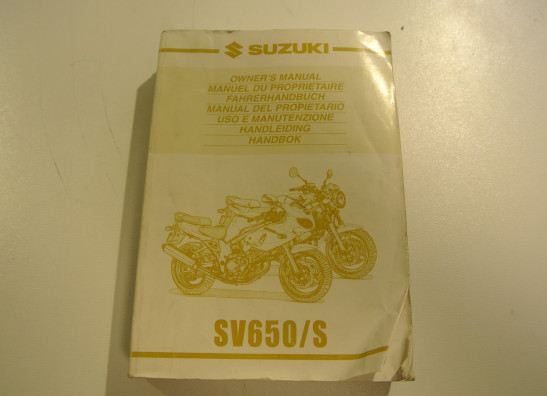 SUZUKI
OWNER'S MANUAL
MANUEL DU PROPRIETAIRE
FAHRERHANDBUCH
MANUAL DEL PROPIETARIO
USO E MANUTENZIONE
HANDLEIDING
HANDBOK
SV650/S